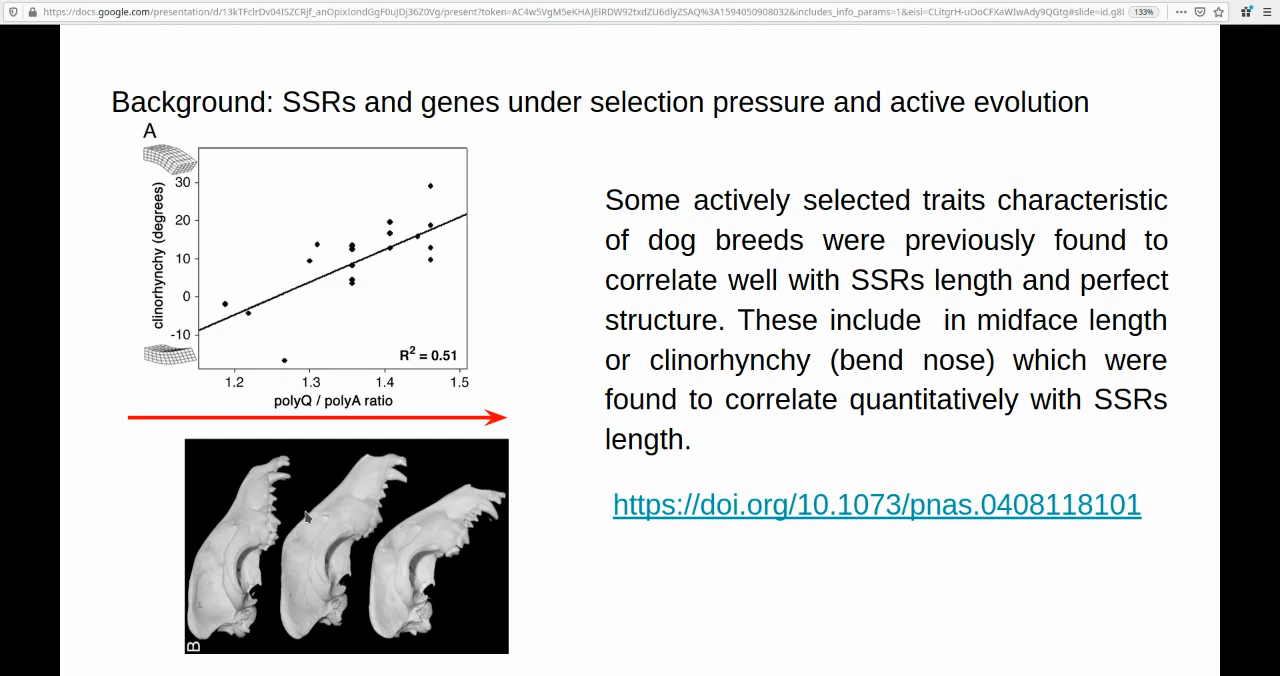 133%
Background: SSRs and genes under selection pressure and active evolution
A
30
20
10
0
-10
clinorhynchy (degrees)
R² = 0.51
1.2 1.3 1.4 1.5
polyQ / polyA ratio
B
Some actively selected traits characteristic
of dog breeds were previously found to
correlate well with SSRs length and perfect
structure. These include in midface length
or clinorhynchy (bend nose) which were
found to correlate quantitatively with SSRs
length.
https://doi.org/10.1073/pnas.0408118101